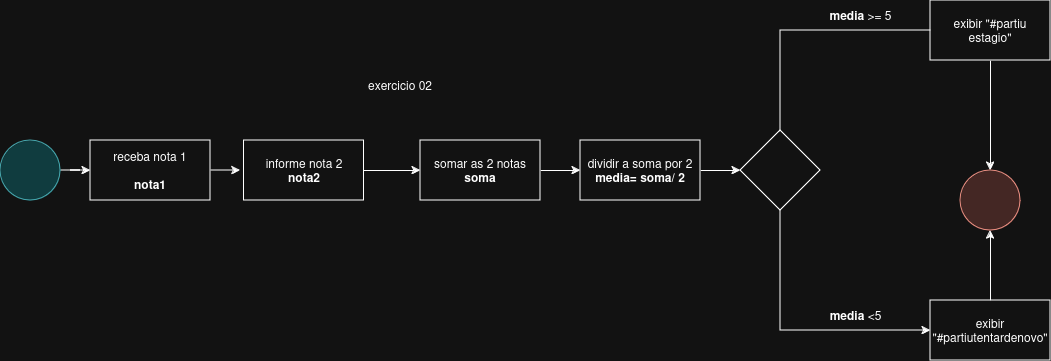 exercicio 02
receba nota 1
nota1
informe nota 2
nota2
somar as 2 notas
soma
dividir a soma por 2
media= soma/ 2
media >= 5
exibir "#partiu
estagio"
media <5
exibir
"#partiutentardenovo"